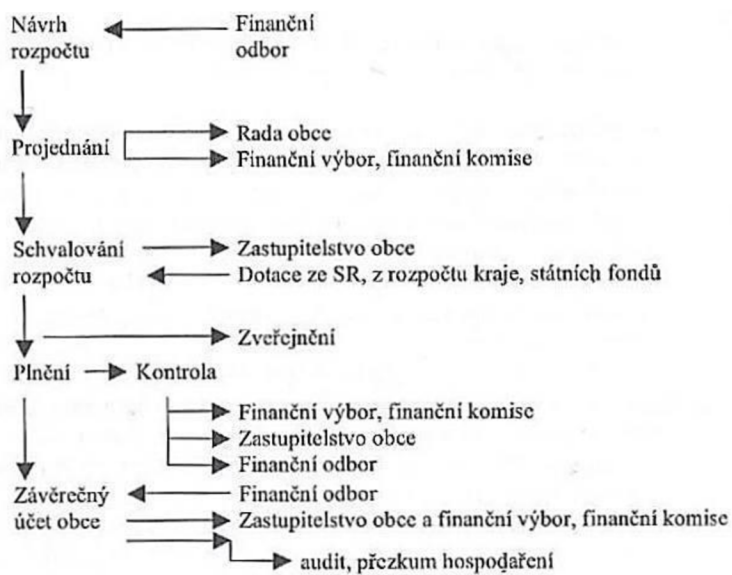 Návrh
rozpočtu
Finanční
odbor
Projednání
Rada obce
Finanční výbor, finanční komise
Schvalování
rozpočtu
Zastupitelstvo obce
Dotace ze SR, z rozpočtu kraje, státních fondů
Zveřejnění
Plnění
Kontrola
Finanční výbor, finanční komise
Zastupitelstvo obce
Finanční odbor
Závěrečný
účet obce
Finanční odbor
Zastupitelstvo obce a finanční výbor, finanční komise
audit, přezkum hospodaření